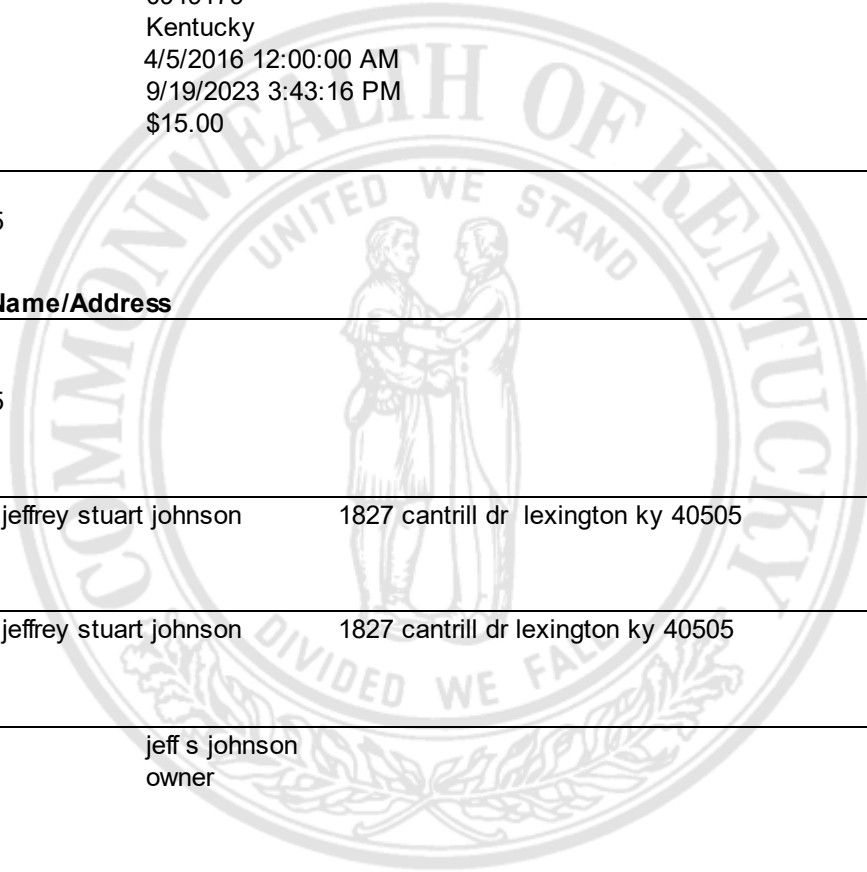 Kentucky
4/5/2016 12:00:00 AM
9/19/2023 3:43:16 PM
$15.00
5
Name/Address
5
jeffrey stuart johnson 1827 cantrill dr  lexington ky 40505
jeffrey stuart johnson 1827 cantrill dr lexington ky 40505
jeff s johnson
owner
COMMONWEALTH OF KENTUCKY
UNITED WE STAND
DIVIDED WE FALL